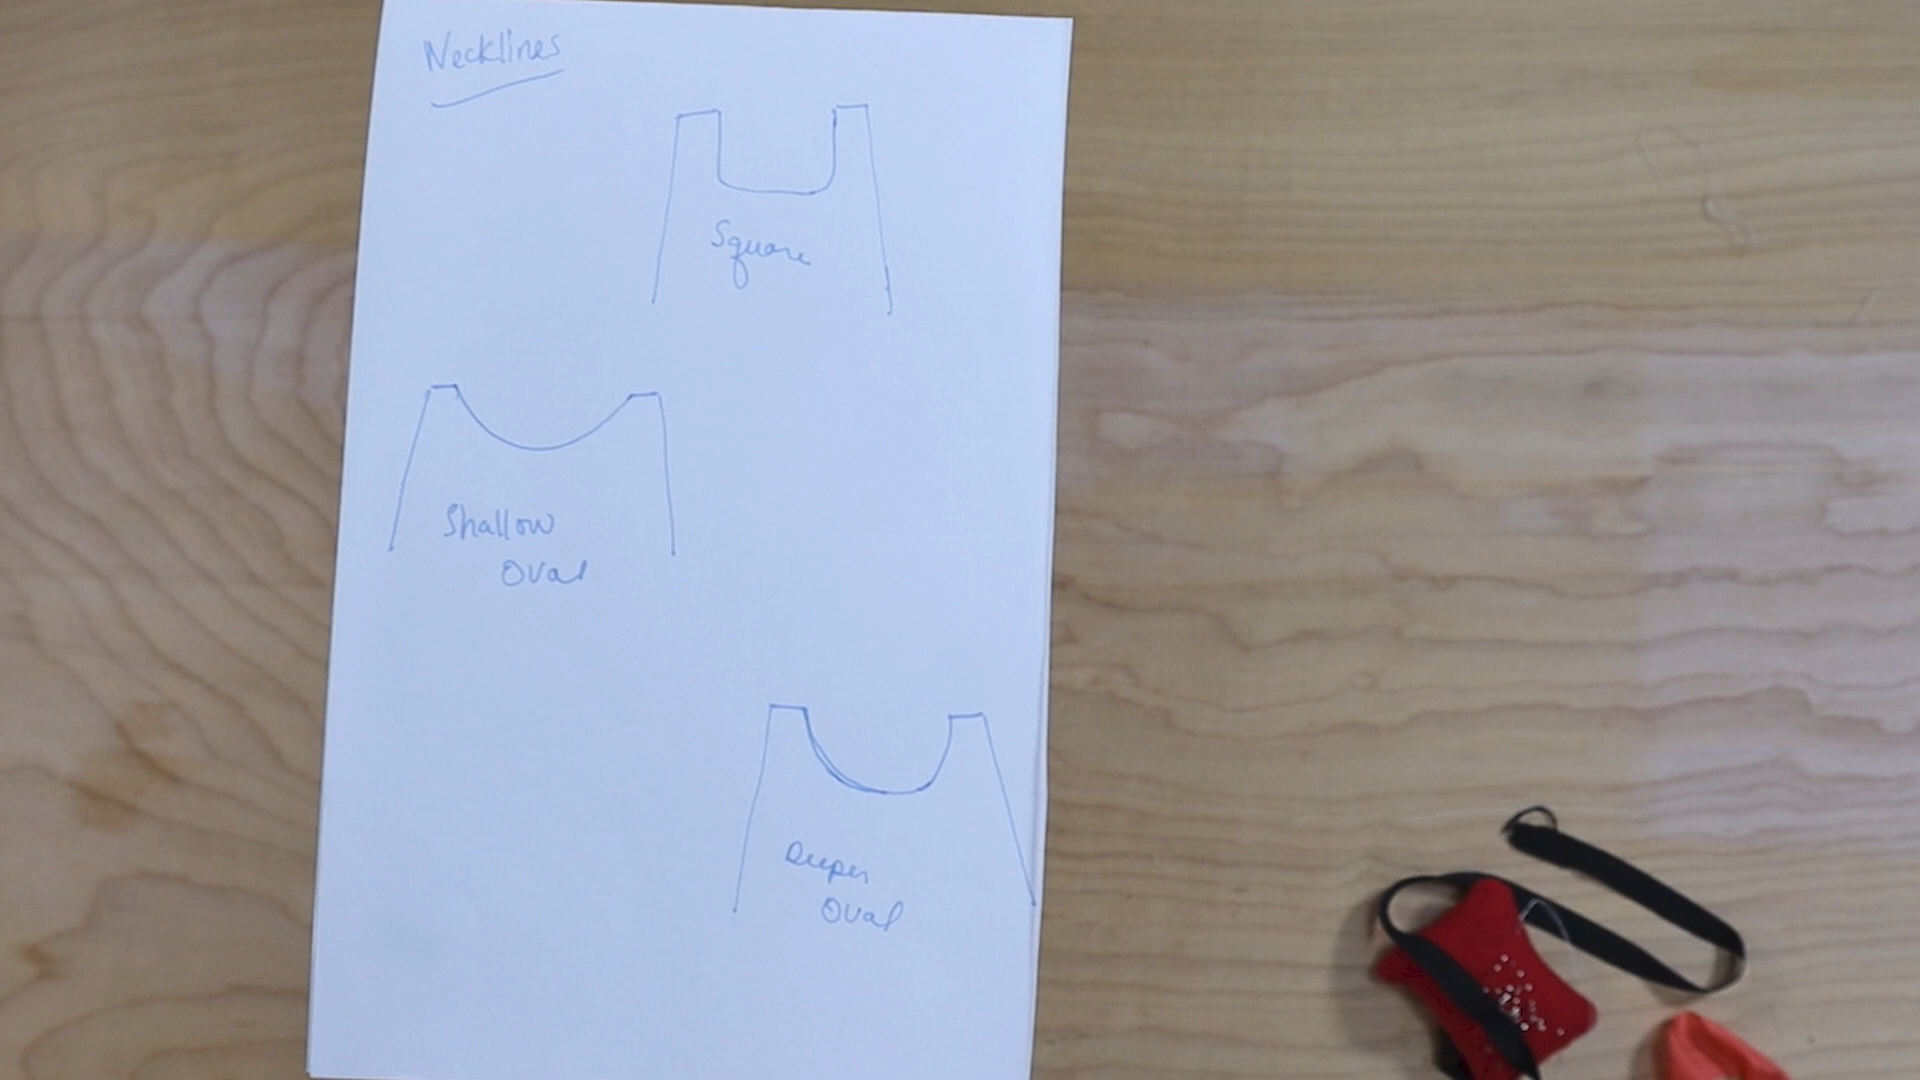 Necklines
Square
Shallow
Oval
Deeper
Oval